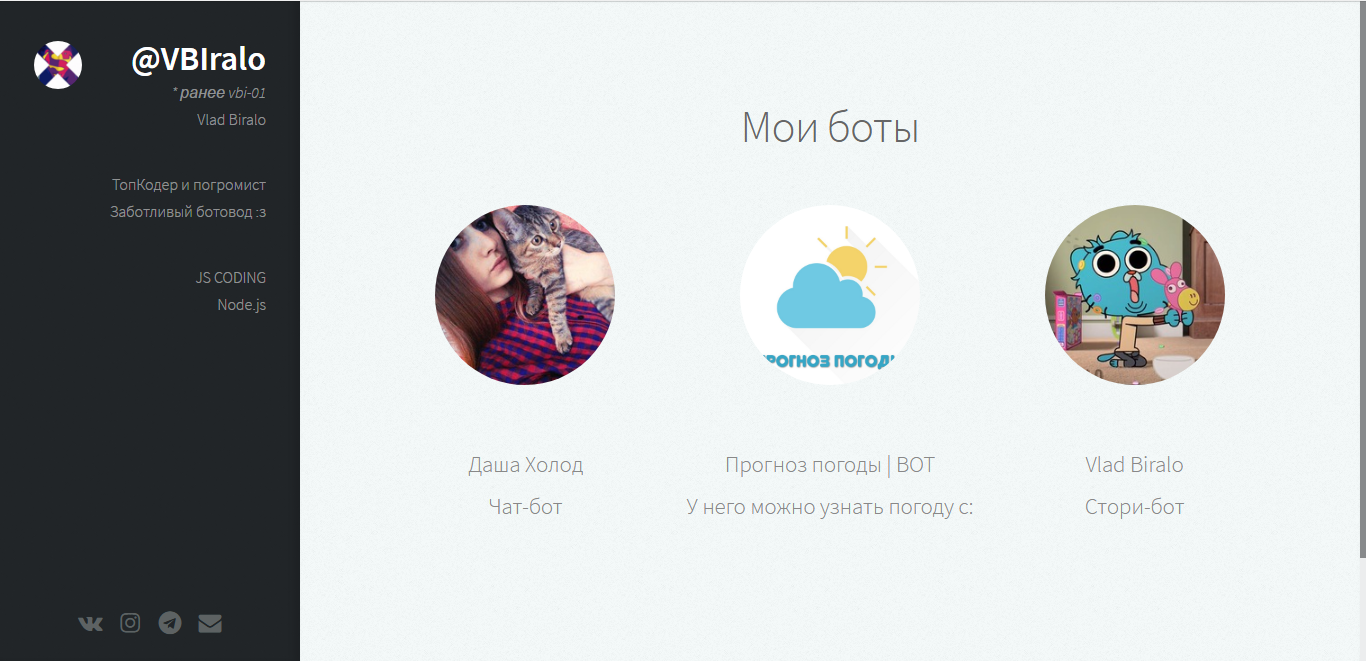 @VBIralo
* ранее vbi-01
Vlad Biralo
ТопКодер и погромист
Заботливый ботовод :з
JS CODING
Node.js
Мои боты
РОГНОЗ ПОГОДЫ
Даша Холод
Чат-бот
Прогноз погоды | BOT
У него можно узнать погоду с:
Vlad Biralo
Стори-бот